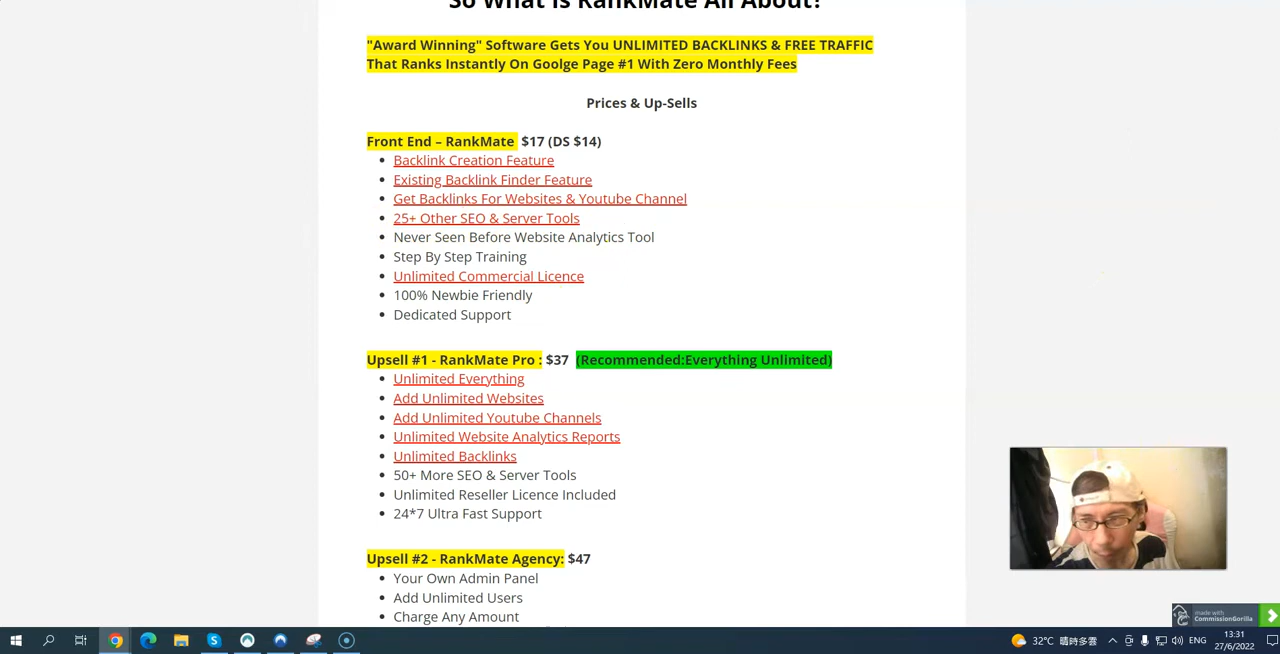 So What Is RankMate All About?
"Award Winning" Software Gets You UNLIMITED BACKLINKS & FREE TRAFFIC
That Ranks Instantly On Goolge Page #1 With Zero Monthly Fees
Prices & Up-Sells
Front End – RankMate $17 (DS $14)
Backlink Creation Feature
Existing Backlink Finder Feature
Get Backlinks For Websites & Youtube Channel
25+ Other SEO & Server Tools
Never Seen Before Website Analytics Tool
Step By Step Training
Unlimited Commercial Licence
100% Newbie Friendly
Dedicated Support
Upsell #1 - RankMate Pro : $37 (Recommended:Everything Unlimited)
Unlimited Everything
Add Unlimited Websites
Add Unlimited Youtube Channels
Unlimited Website Analytics Reports
Unlimited Backlinks
50+ More SEO & Server Tools
Unlimited Reseller Licence Included
24*7 Ultra Fast Support
Upsell #2 - RankMate Agency: $47
Your Own Admin Panel
Add Unlimited Users
Charge Any Amount
made with
CommissionGorilla
32°C 晴時多雲
ENG
13:31
27/6/2022